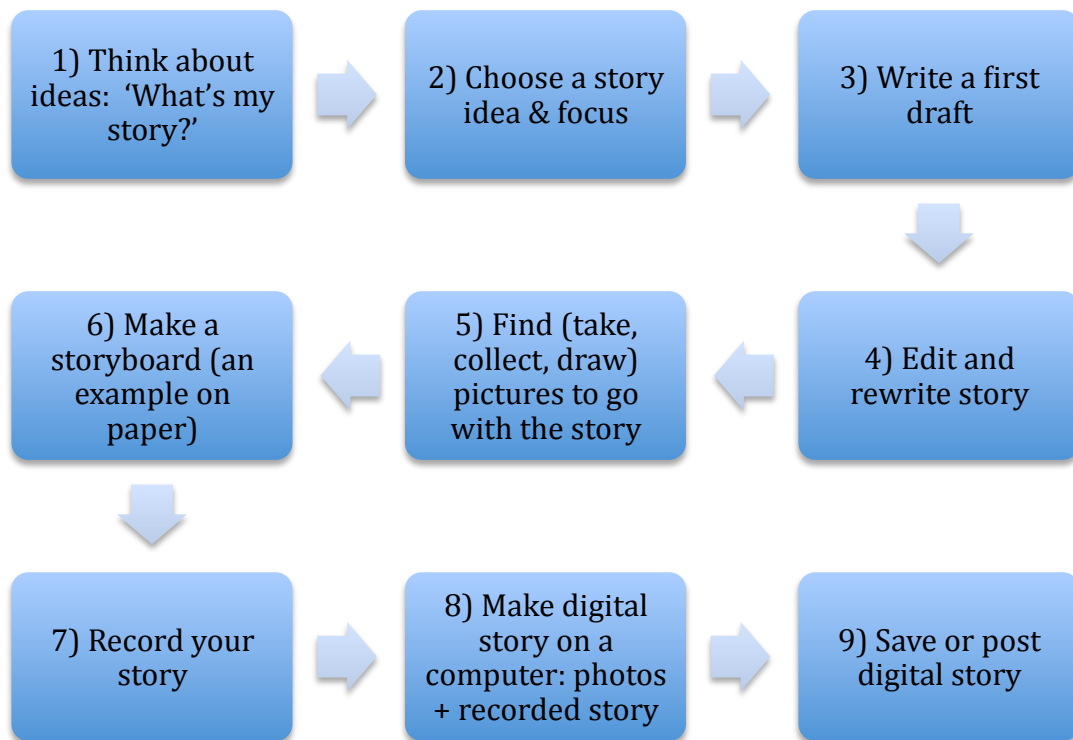 1) Think about
ideas:  ‘What’s my
story?’
2) Choose a story
idea & focus
3) Write a first
draft
4) Edit and
rewrite story
5) Find (take,
collect, draw)
pictures to go
with the story
6) Make a
storyboard (an
example on
paper)
7) Record your
story
8) Make digital
story on a
computer: photos
+ recorded story
9) Save or post
digital story